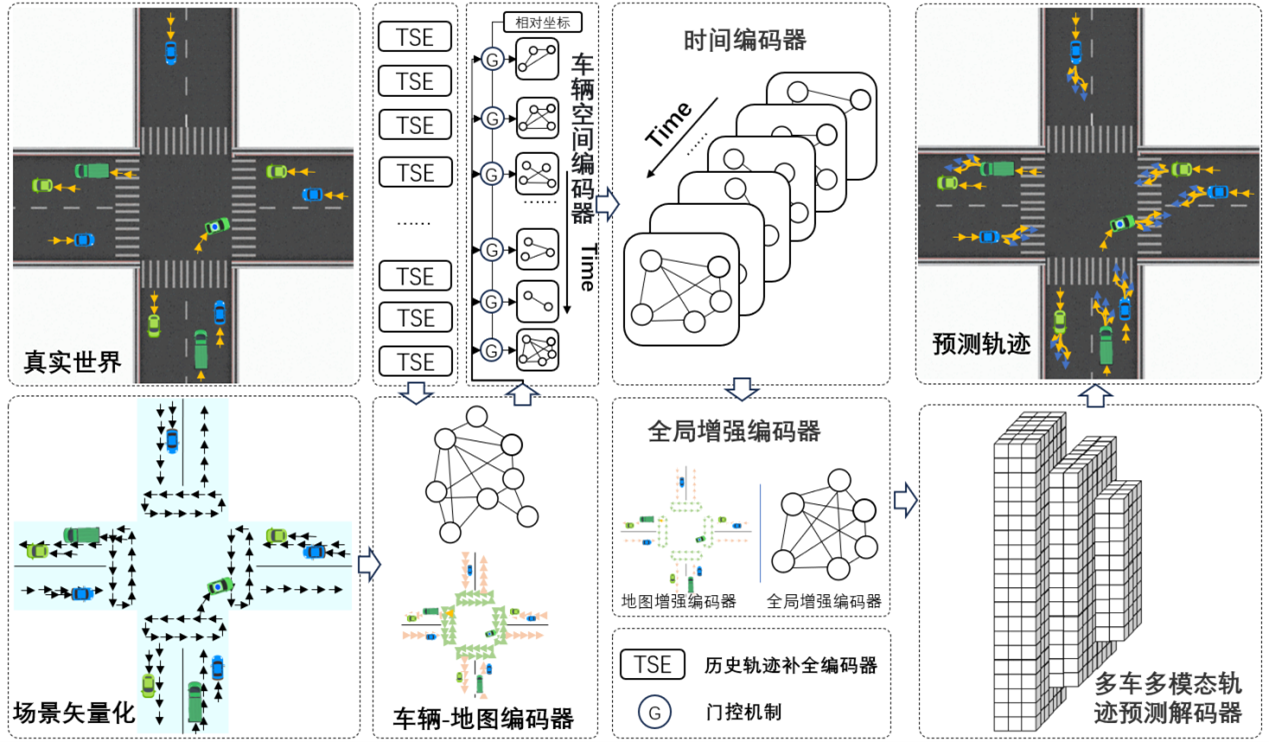 真实世界
TSE
TSE
TSE
TSE
......
TSE
TSE
TSE
相对坐标
G
G
G
......
G
G
G
车辆空间编码器
Time
时间编码器
Time
......
预测轨迹
场景矢量化
车辆-地图编码器
全局增强编码器
地图增强编码器
全局增强编码器
TSE 历史轨迹补全编码器
G 门控机制
多车多模态轨
迹预测解码器